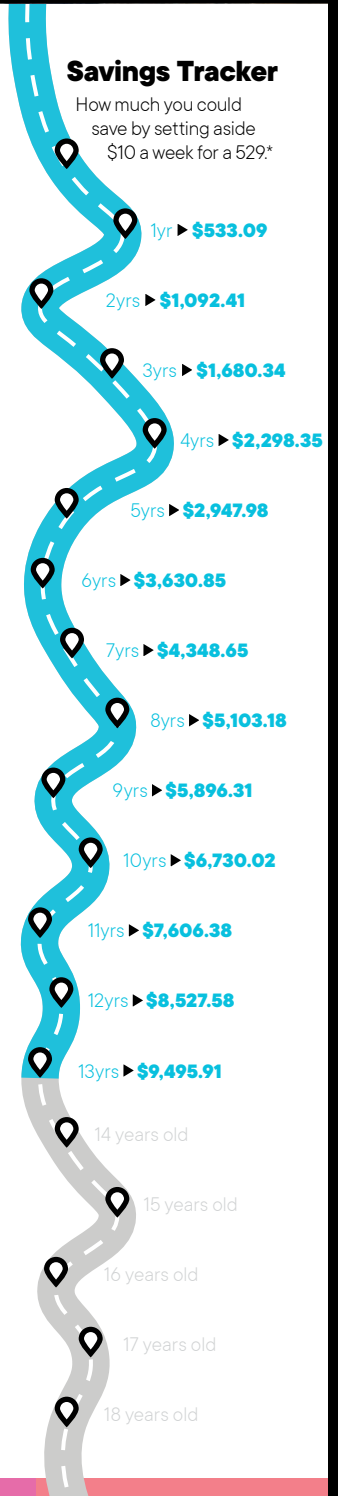 Savings Tracker
How much you could
save by setting aside
$10 a week for a 529.*
1yr ▶ $533.09
2yrs ▶ $1,092.41
3yrs ▶ $1,680.34
4yrs ▶ $2,298.35
5yrs ▶ $2,947.98
6yrs ▶ $3,630.85
7yrs ▶ $4,348.65
8yrs ▶ $5,103.18
9yrs ▶ $5,896.31
10yrs ▶ $6,730.02
11yrs ▶ $7,606.38
12yrs ▶ $8,527.58
13yrs ▶ $9,495.91
14 years old
15 years old
16 years old
17 years old
18 years old